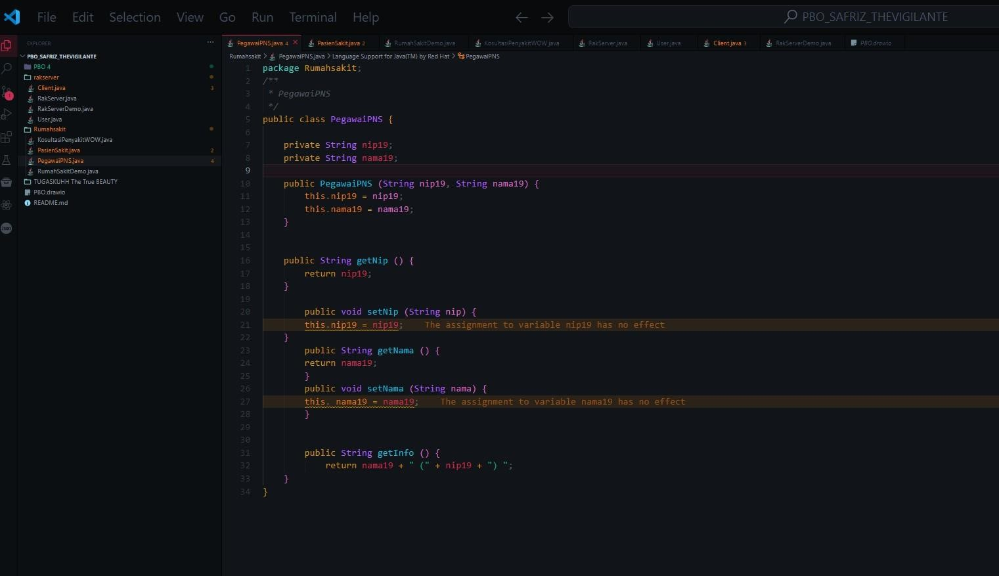 File Edit Selection View Go Run Terminal Help
PBO_SAFRIZ_THEVIGILANTE
EXPLORER
PBO_SAFRIZ_THEVIGILANTE
PBO 4
rakserver
Client.java 3
RakServer.java
RakServerDemo.java
User.java
Rumahsakit
KosultasiPenyakitWOW.java
PasienSakit.java 2
PegawaiPNS.java 4
RumahSakitDemo.java
TUGASKUHH The True BEAUTY
PBO.drawio
README.md
1
Json
PegawaiPNS.java 4 PasienSakit.java 2 RumahSakitDemo.java KosultasiPenyakitWOW.java RakServer.java User.java Client.java 3 RakServerDemo.java PBO.drawio
Rumahsakit > PegawaiPNS.java > Language Support for Java(TM) by Red Hat > PegawaiPNS
1 package Rumahsakit;
2 /**
3 * PegawaiPNS
4 */
5 public class PegawaiPNS {
6
7 private String nip19;
8 private String nama19;
9
10 public PegawaiPNS (String nip19, String nama19) {
11 this.nip19 = nip19;
12 this.nama19 = nama19;
13 }
14
15
16 public String getNip () {
17 return nip19;
18 }
19
20 public void setNip (String nip) {
21 this.nip19 = nip19; The assignment to variable nip19 has no effect
22 }
23 public String getNama () {
24 return nama19;
25 }
26 public void setNama (String nama) {
27 this. nama19 = nama19; The assignment to variable nama19 has no effect
28 }
29
30
31 public String getInfo () {
32 return nama19 + " (" + nip19 + ") ";
33 }
34 }